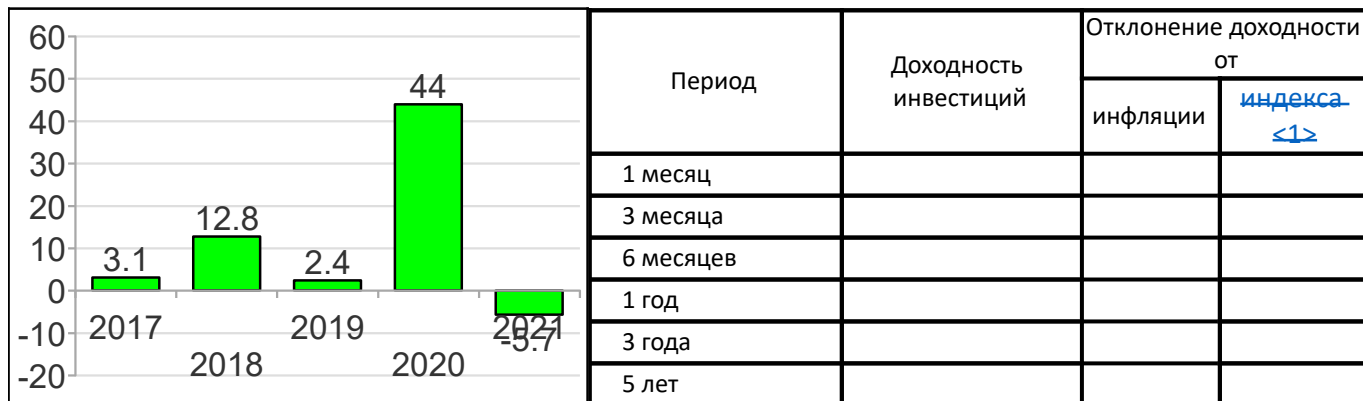 60
50
40
30
20
10
0
-10
-20
3.1
12.8
2.4
44
-5.7
2017
2018
2019
2020
2021
Период
Доходность
инвестиций
Отклонение доходности
от
инфляции
индекса
<1>
1 месяц
3 месяца
6 месяцев
1 год
3 года
5 лет